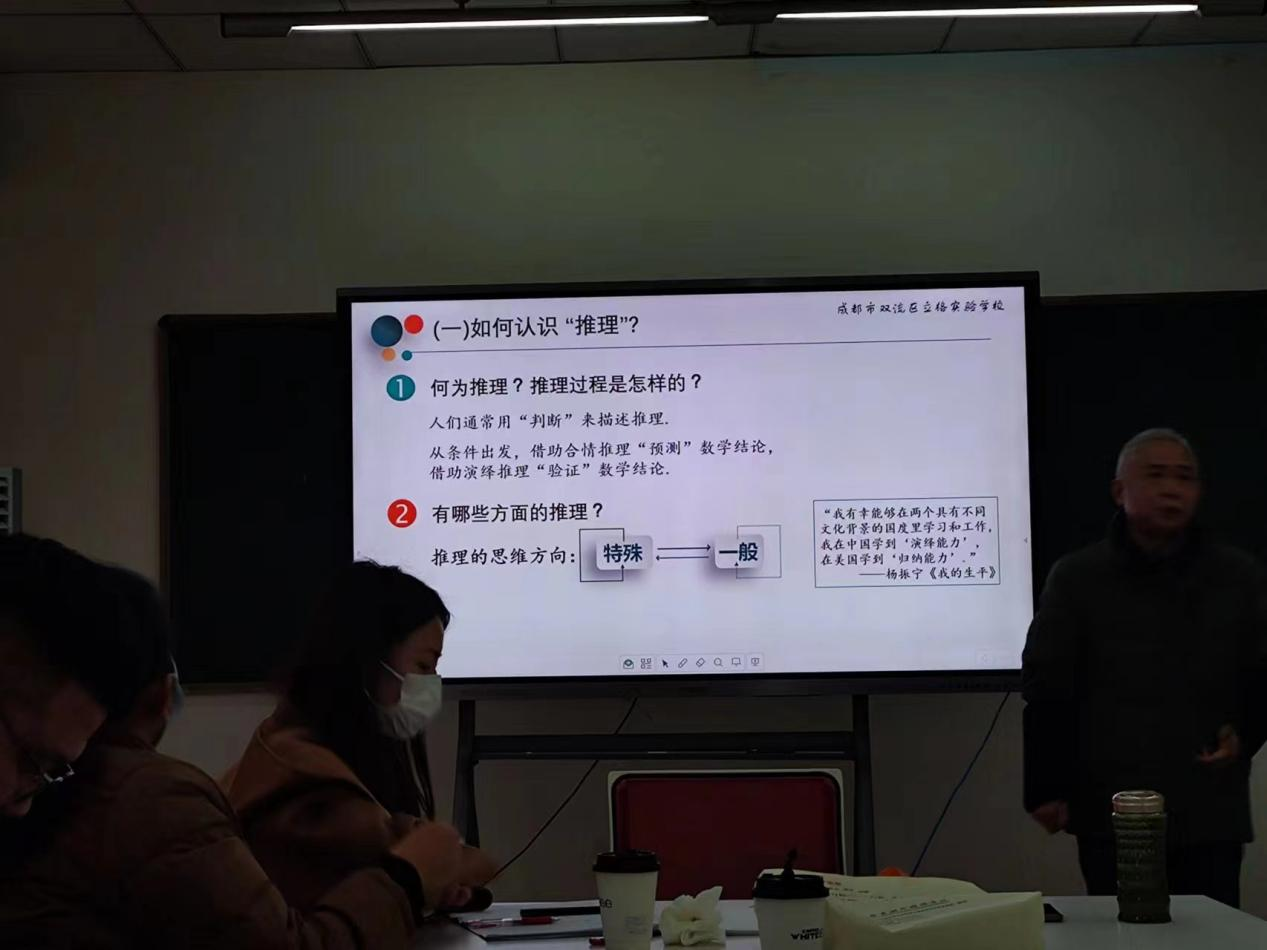 成都市双流区立格实验学校
(一)如何认识 “推理”?
1 何为推理？推理过程是怎样的？
人们通常用“判断”来描述推理.
从条件出发，借助合情推理“预测”数学结论，
借助演绎推理“验证”数学结论.
2 有哪些方面的推理？
推理的思维方向： 特殊 一般
“我有幸能够在两个具有不同
文化背景的国度里学习和工作，
我在中国学到‘演绎能力’，
在美国学到‘归纳能力’.”
——杨振宁《我的生平》